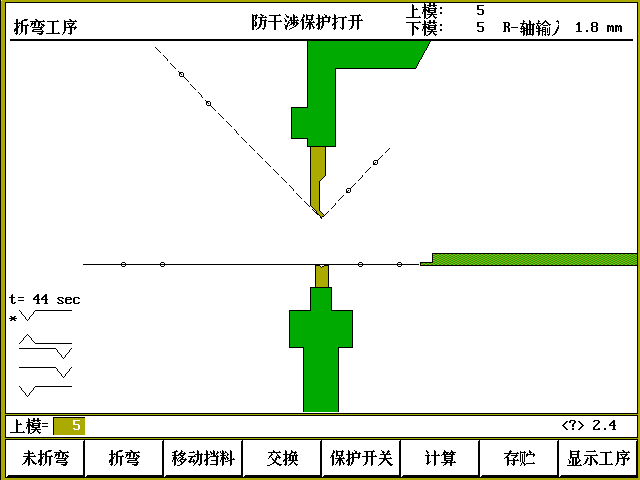 折弯工序 防干涉保护打开 上模: 5
下模: 5 R-轴输入 1.8 mm
t= 44 sec
*
上模= 5 <?> 2.4
未折弯 折弯 移动挡料 交换 保护开关 计算 存贮 显示工序